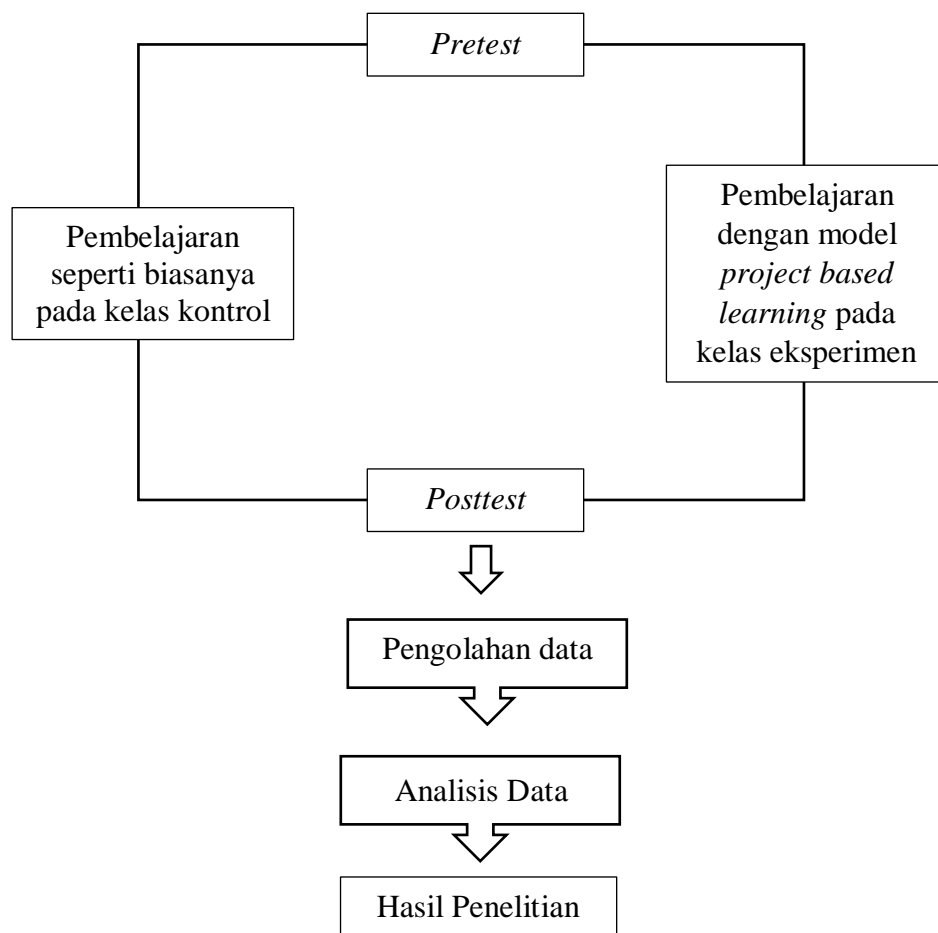 Pretest
Pembelajaran
seperti biasanya
pada kelas kontrol
Pembelajaran
dengan model
project based
learning pada
kelas eksperimen
Posttest
Pengolahan data
Analisis Data
Hasil Penelitian